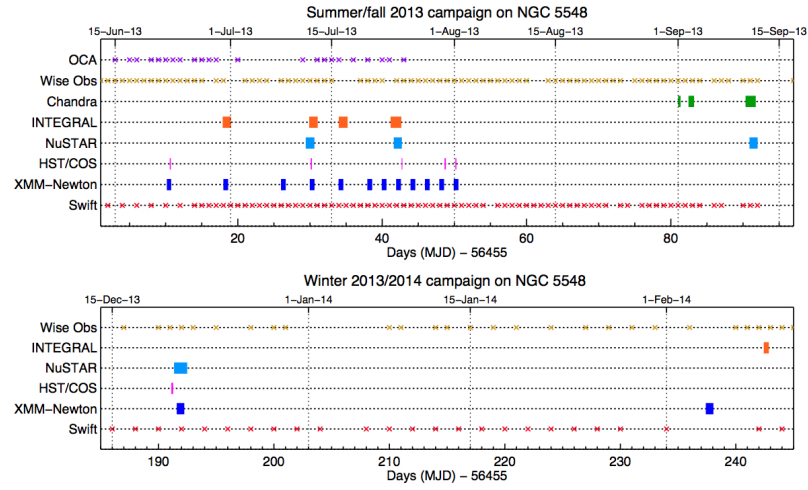 Summer/fall 2013 campaign on NGC 5548
15–Jun–13 1–Jul–13 15–Jul–13 1–Aug–13 15–Aug–13 1–Sep–13 15–Sep–13
OCA
Wise Obs
Chandra
INTEGRAL
NuSTAR
HST/COS
XMM–Newton
Swift
20 40 60 80
Days (MJD) – 56455
Winter 2013/2014 campaign on NGC 5548
15–Dec–13 1–Jan–14 15–Jan–14 1–Feb–14
Wise Obs
INTEGRAL
NuSTAR
HST/COS
XMM–Newton
Swift
190 200 210 220 230 240
Days (MJD) – 56455